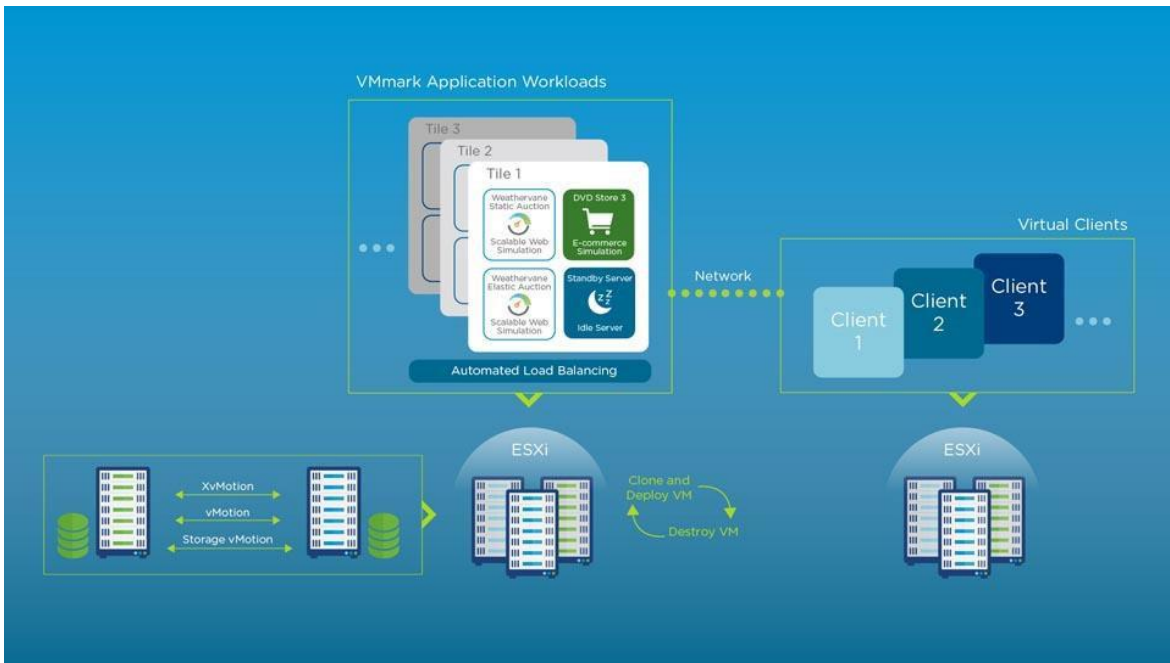 VMmark Application Workloads
Tile 3
Tile 2
Tile 1
Weathervane
Static Auction
Scalable Web
Simulation
DVD Store 3
E-commerce
Simulation
Weathervane
Elastic Auction
Scalable Web
Simulation
Standby Server
Z Z Z
Idle Server
Automated Load Balancing
Network
Virtual Clients
Client
1
Client
2
Client
3
XvMotion
vMotion
Storage vMotion
ESXi
Clone and
Deploy VM
Destroy VM
ESXi